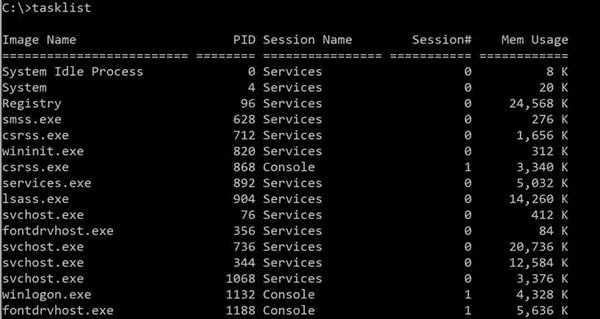 C:\>tasklist
Image Name                     PID Session Name        Session#    Mem Usage
========================= ======== ================ =========== ============
System Idle Process              0 Services                   0          8 K
System                           4 Services                   0         20 K
Registry                        96 Services                   0     24,568 K
smss.exe                       628 Services                   0        276 K
csrss.exe                      712 Services                   0      1,656 K
wininit.exe                    820 Services                   0        312 K
csrss.exe                      868 Console                    1      3,340 K
services.exe                   892 Services                   0      5,032 K
lsass.exe                      904 Services                   0     14,260 K
svchost.exe                     76 Services                   0        412 K
fontdrvhost.exe                356 Services                   0         84 K
svchost.exe                    736 Services                   0     20,736 K
svchost.exe                    344 Services                   0     12,584 K
svchost.exe                   1068 Services                   0      3,376 K
winlogon.exe                  1132 Console                    1      4,328 K
fontdrvhost.exe               1188 Console                    1      5,636 K